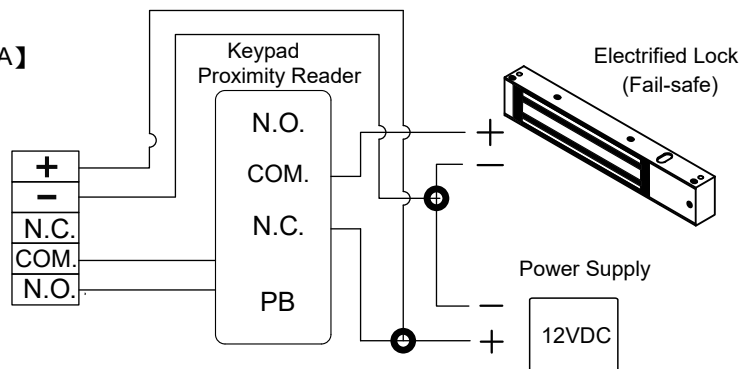 A】
Keypad
Proximity Reader
Electrified Lock
(Fail-safe)
+
−
N.C.
COM.
N.O.
N.O.
COM.
N.C.
PB
+
−
Power Supply
−
+
12VDC